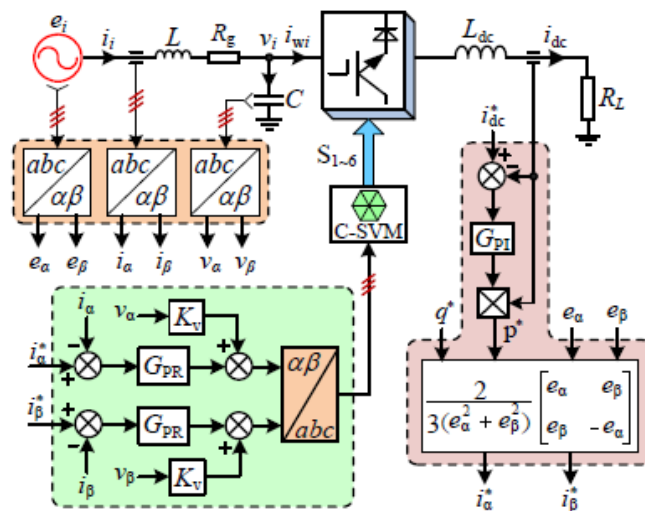 e_i i_i L R_g v_i i_wi L_dc i_dc
C R_L
i*_dc
abc abc abc
αβ αβ αβ
S_1~6
+ -
G_PI
C-SVM
e_α e_β i_α i_β v_α v_β
i_α v_α K_v
q* p* e_α e_β
i*_α - + G_PR + αβ
i*_β + - G_PR + abc
i_β v_β K_v
2 e_α e_β
3(e_α^2 + e_β^2) e_β -e_α
i*_α i*_β